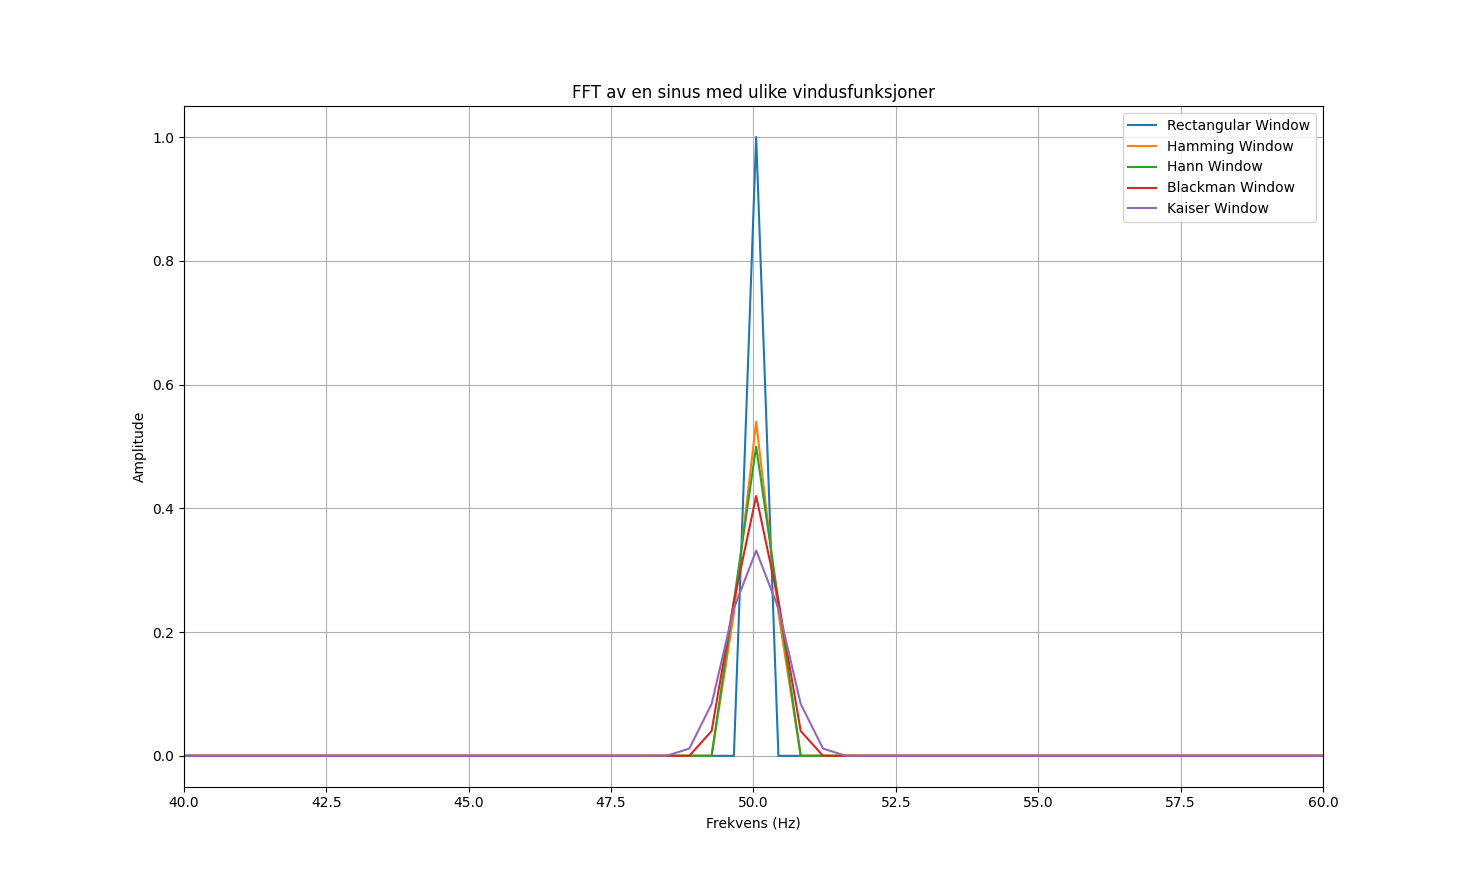 FFT av en sinus med ulike vindusfunksjoner
Rectangular Window
Hamming Window
Hann Window
Blackman Window
Kaiser Window
Amplitude
1.0
0.8
0.6
0.4
0.2
0.0
40.0 42.5 45.0 47.5 50.0 52.5 55.0 57.5 60.0
Frekvens (Hz)